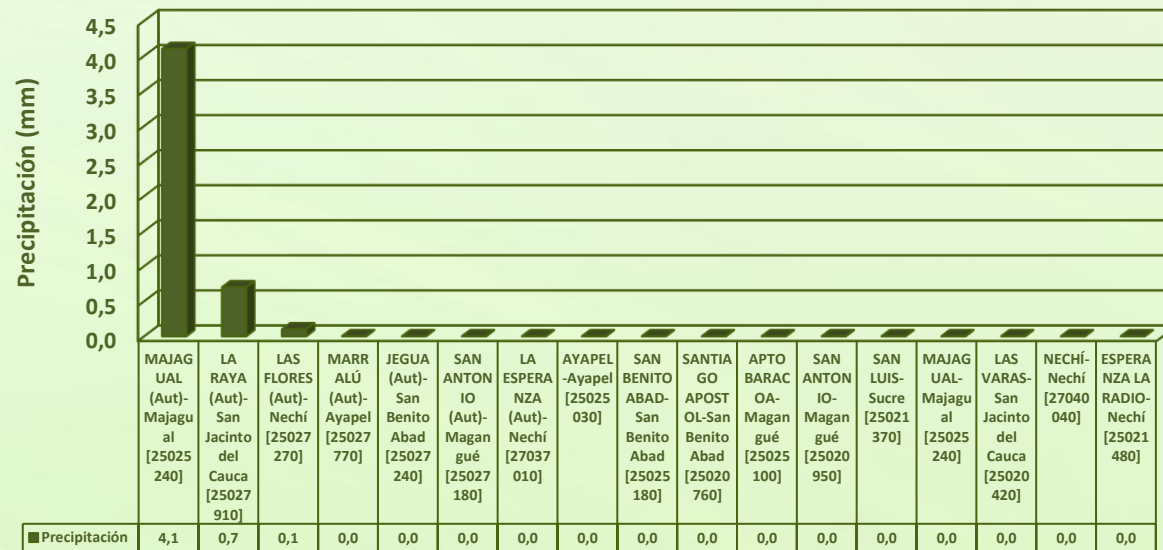 4,5
4,0
3,5
3,0
2,5
2,0
1,5
1,0
0,5
0,0
Precipitación (mm)
MAJAG
UAL
(Aut)-
Majagu
al
[25025
240]
LA
RAYA
(Aut)-
San
Jacinto
del
Cauca
[25027
910]
LAS
FLORES
(Aut)-
Nechí
[25027
270]
MARR
ALÚ
(Aut)-
Ayapel
[25027
770]
JEGUA
(Aut)-
San
Benito
Abad
[25027
240]
SAN
ANTON
IO
(Aut)-
Magan
gué
[25027
180]
LA
ESPERA
NZA
(Aut)-
Nechí
[27037
010]
AYAPEL
-Ayapel
[25025
030]
SAN
BENITO
ABAD-
San
Benito
Abad
[25025
180]
SANTIA
GO
APOST
OL-San
Benito
Abad
[25020
760]
APTO
BARAC
OA-
Magan
gué
[25025
100]
SAN
ANTON
IO-
Magan
gué
[25020
950]
SAN
LUIS-
Sucre
[25021
370]
MAJAG
UAL-
Majagu
al
[25025
240]
LAS
VARAS-
San
Jacinto
del
Cauca
[25020
420]
NECHÍ-
Nechí
[27040
040]
ESPERA
NZA LA
RADIO-
Nechí
[25021
480]
Precipitación 4,1 0,7 0,1 0,0 0,0 0,0 0,0 0,0 0,0 0,0 0,0 0,0 0,0 0,0 0,0 0,0 0,0